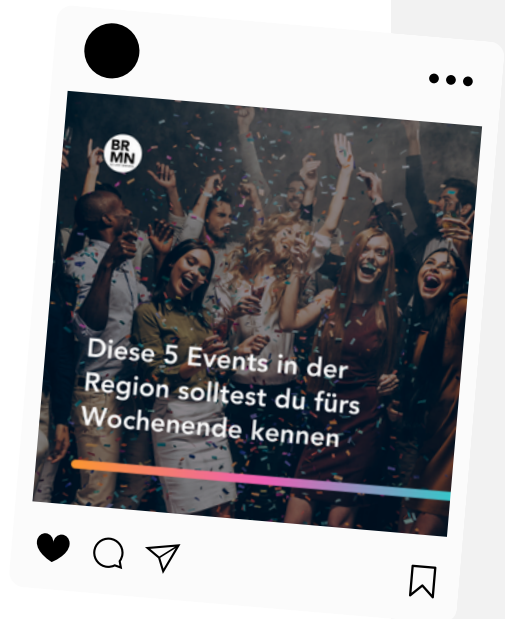 BR
MN
Diese 5 Events in der
Region solltest du fürs
Wochenende kennen